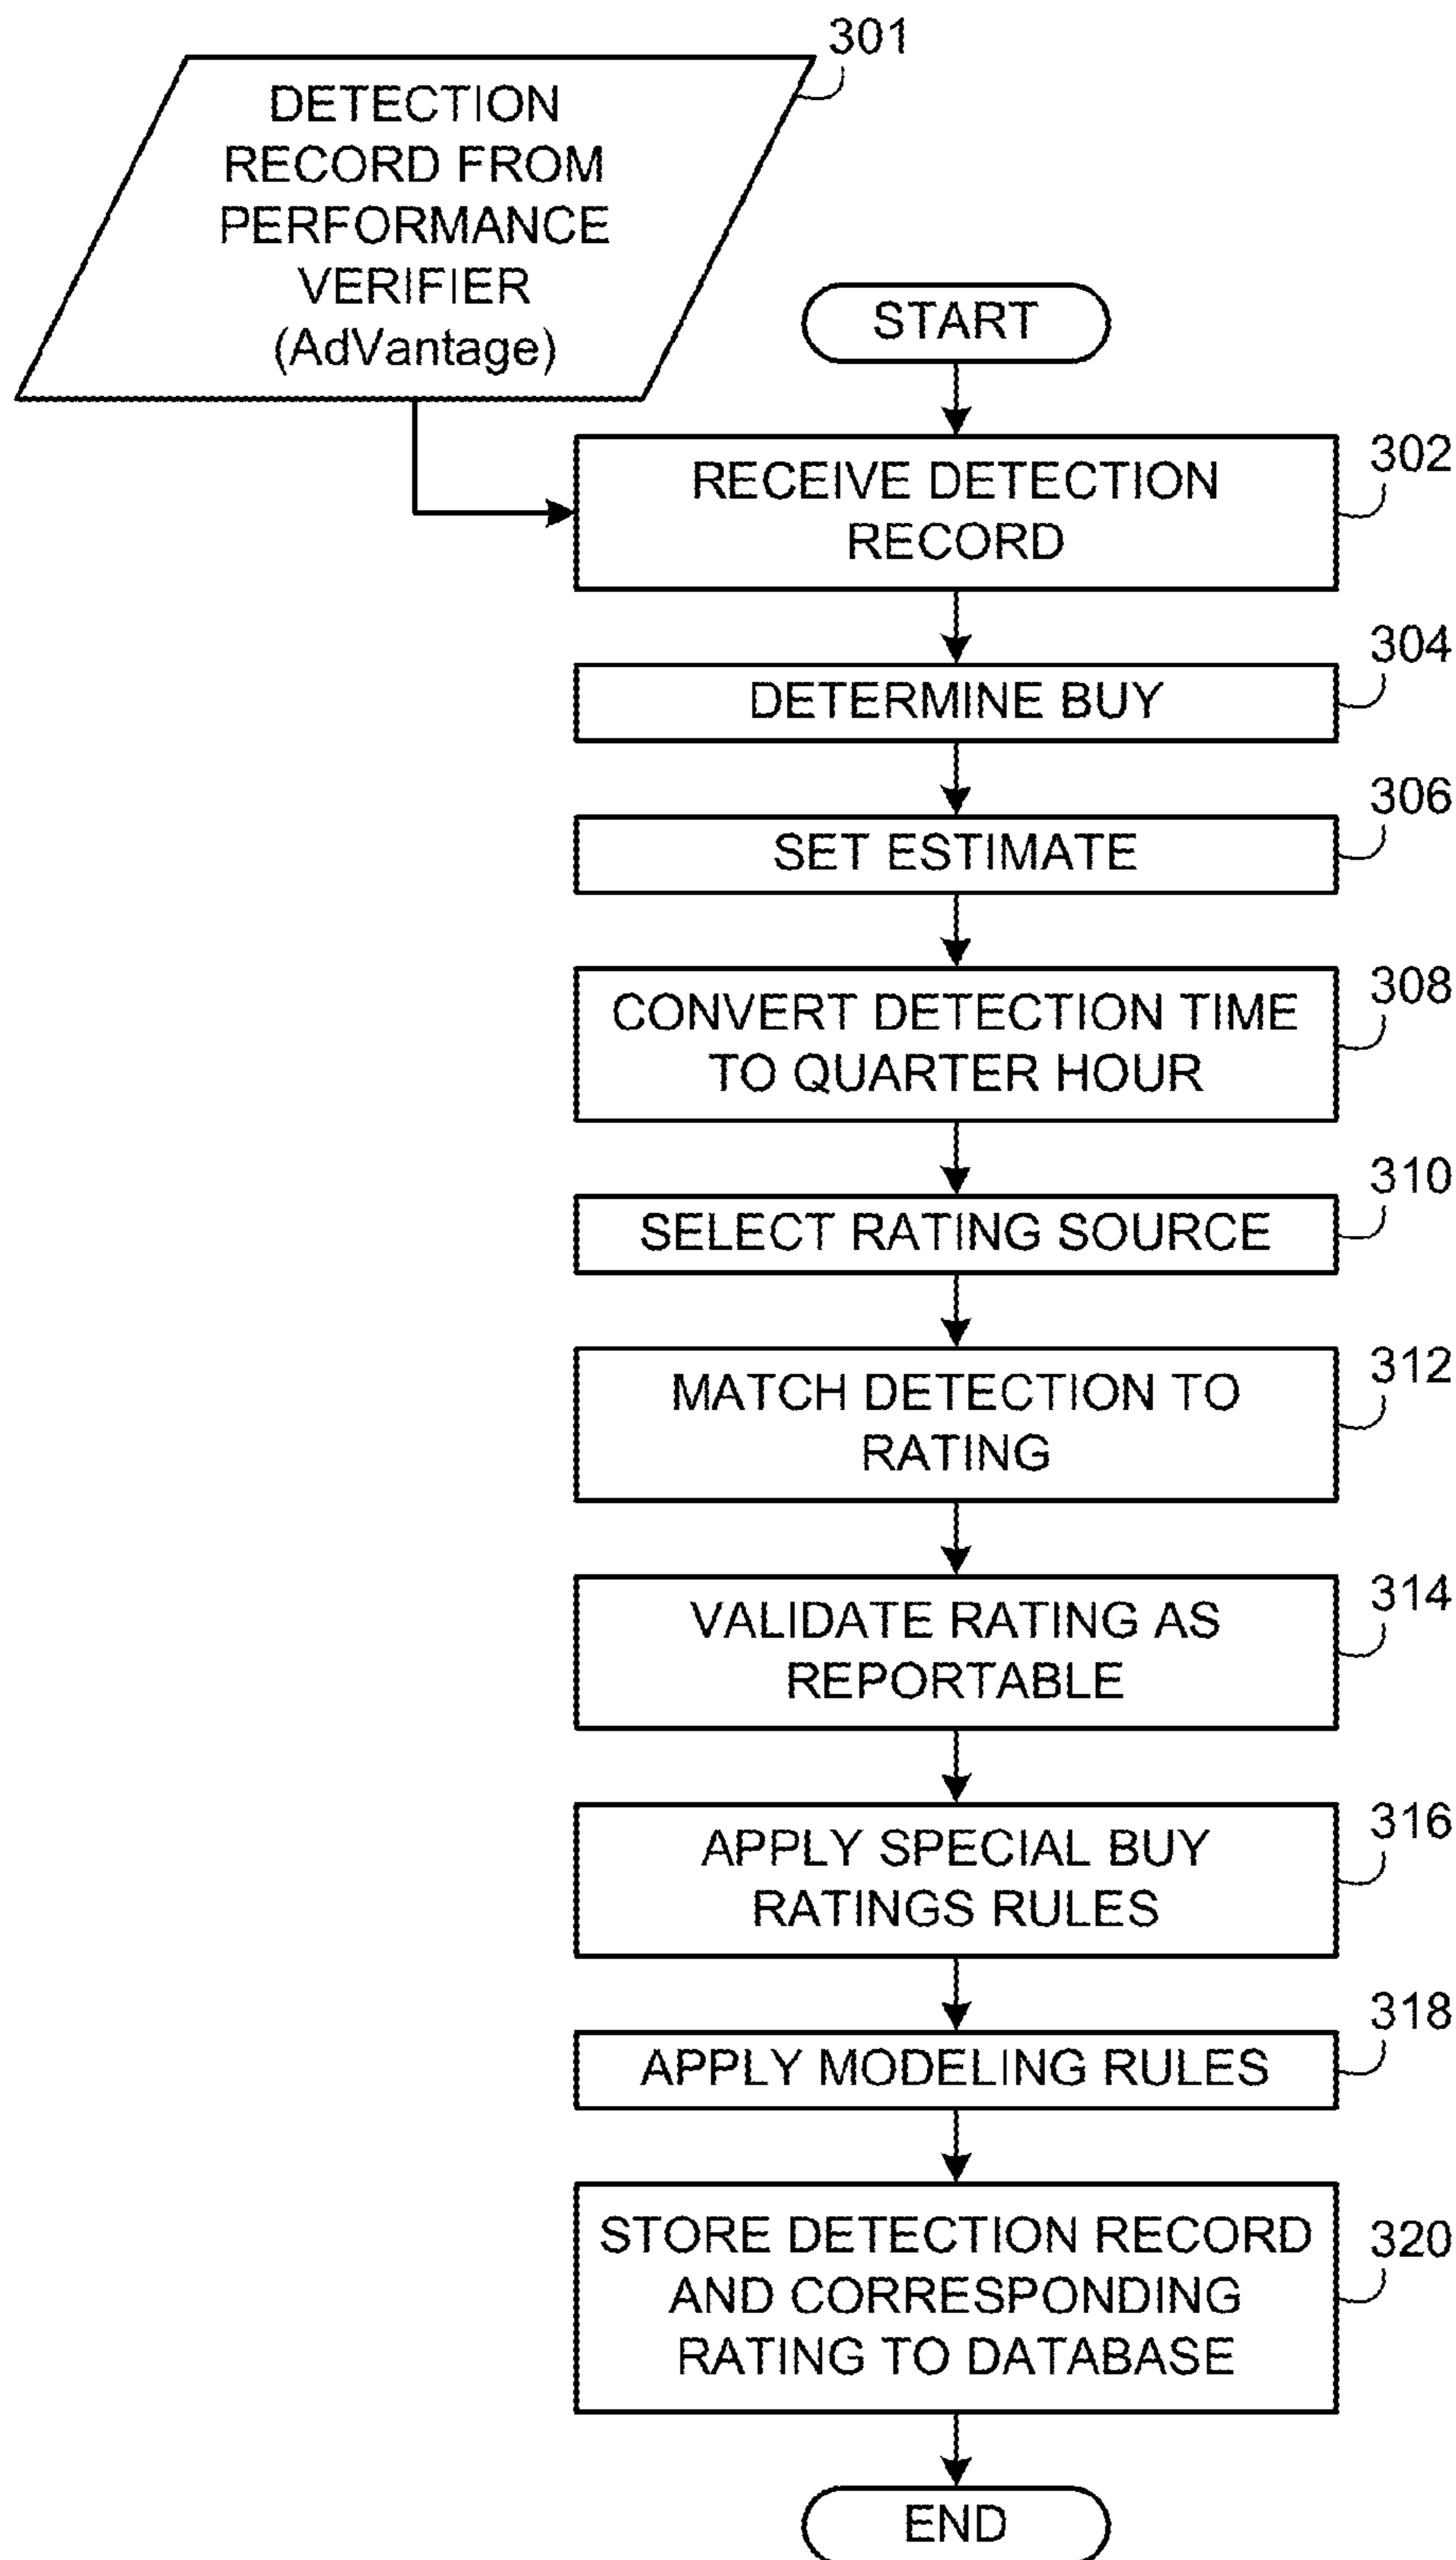 301
DETECTION
RECORD FROM
PERFORMANCE
VERIFIER
(AdVantage)
START
302
RECEIVE DETECTION
RECORD
304
DETERMINE BUY
306
SET ESTIMATE
308
CONVERT DETECTION TIME
TO QUARTER HOUR
310
SELECT RATING SOURCE
312
MATCH DETECTION TO
RATING
314
VALIDATE RATING AS
REPORTABLE
316
APPLY SPECIAL BUY
RATINGS RULES
318
APPLY MODELING RULES
320
STORE DETECTION RECORD
AND CORRESPONDING
RATING TO DATABASE
END